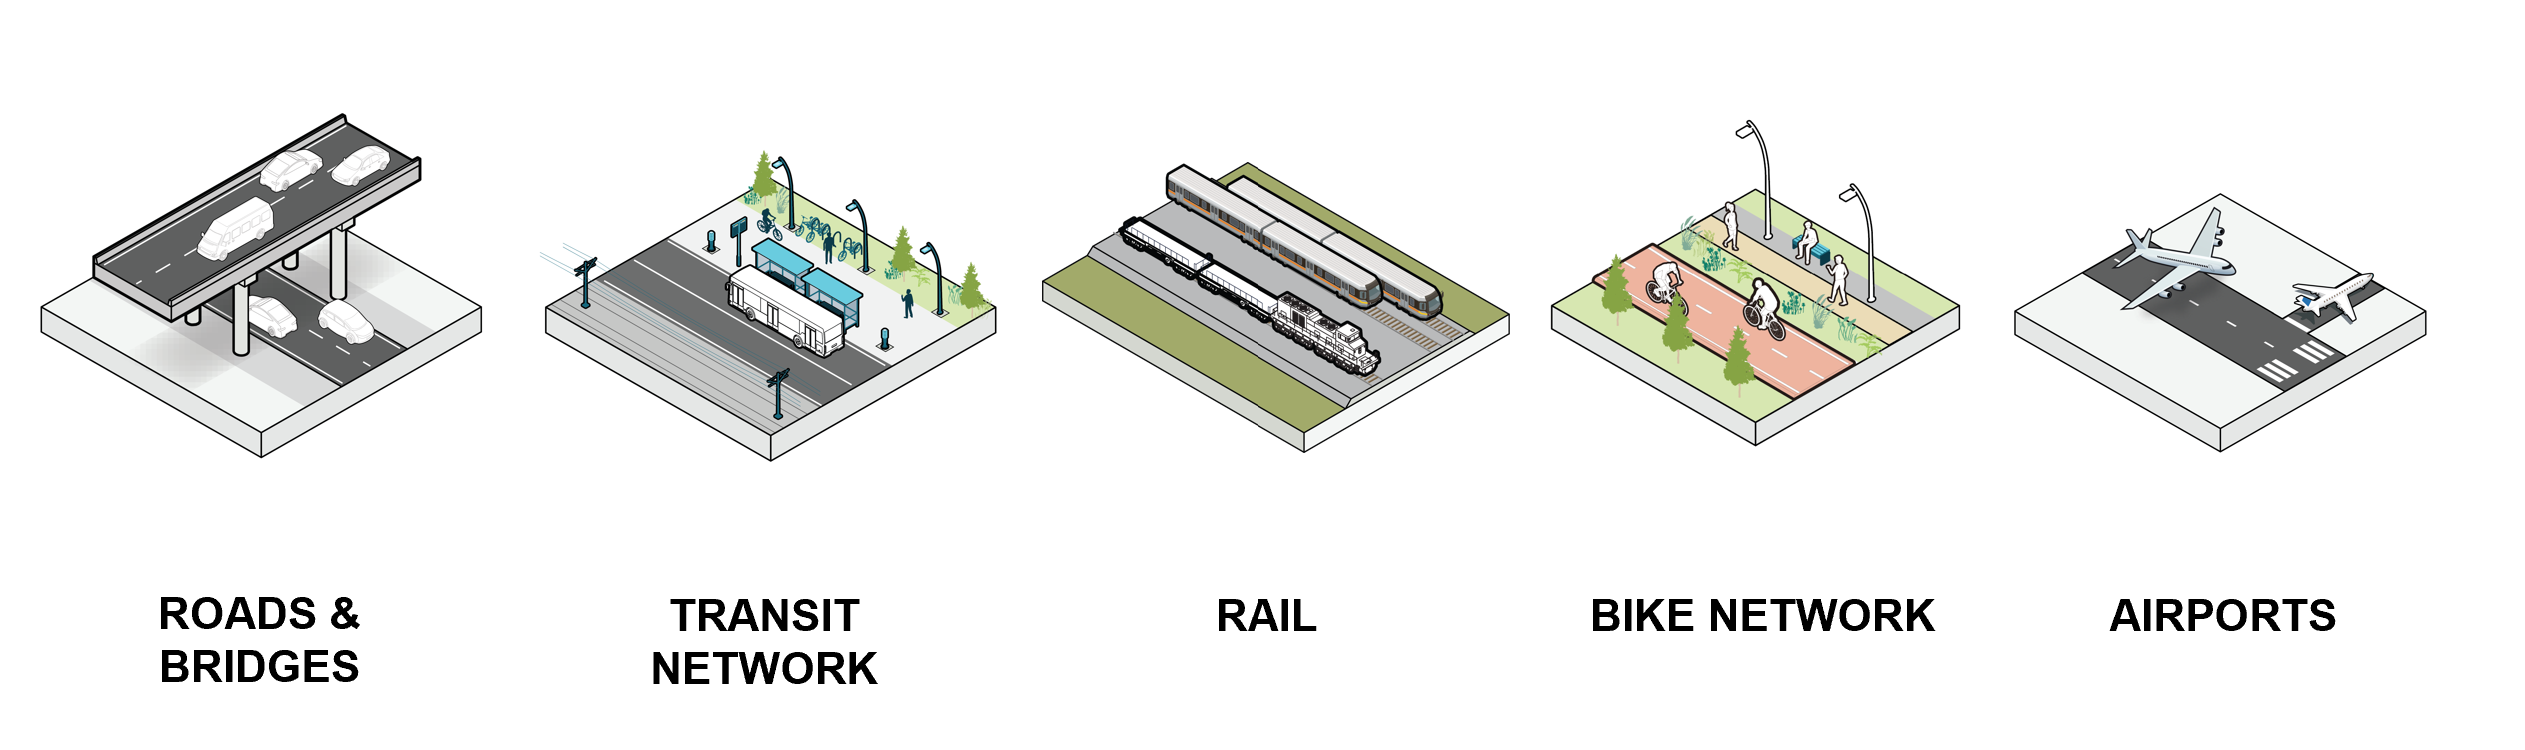 ROADS &
BRIDGES
TRANSIT
NETWORK
RAIL
BIKE NETWORK
AIRPORTS